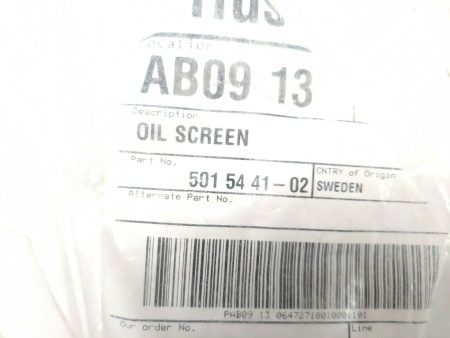 Location
AB09 13
Description
OIL SCREEN
Part No.
501 54 41-02
CNTRY of Origin
SWEDEN
Alternate Part No.
PAB09 13 06472718010001101
Our order No.
Line